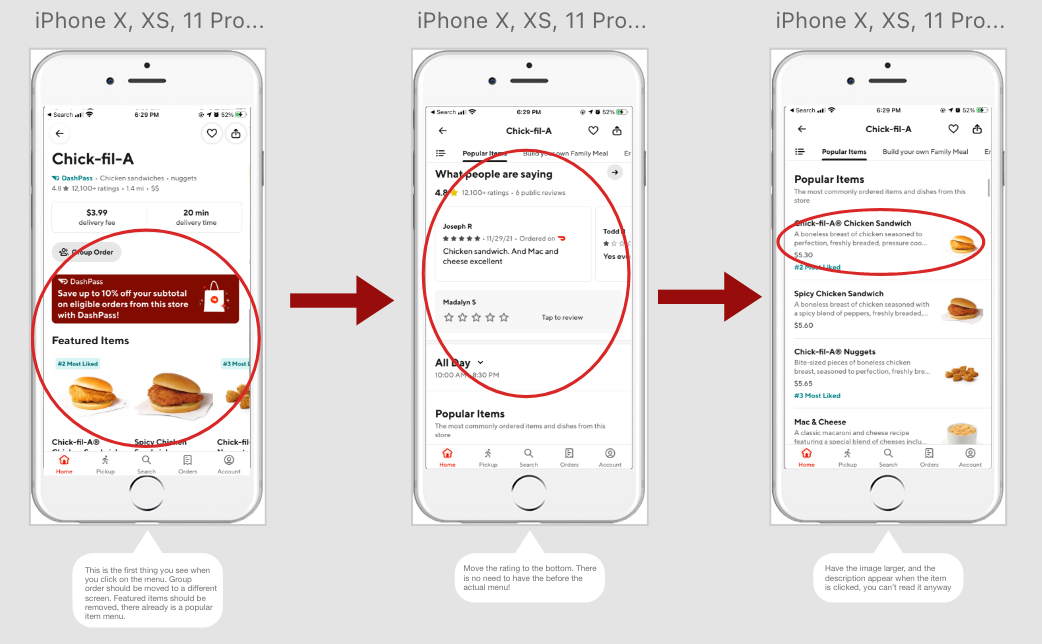 iPhone X, XS, 11 Pro...
iPhone X, XS, 11 Pro...
iPhone X, XS, 11 Pro...
Search
6:29 PM
52%
Chick-fil-A
DashPass • Chicken sandwiches • nuggets
4.8 ★ 12,100+ ratings • 1.4 mi • $$
$3.99
delivery fee
20 min
delivery time
Group Order
DashPass
Save up to 10% off your subtotal
on eligible orders from this store
with DashPass!
Featured Items
#2 Most Liked
#3 Most L
Chick-fil-A®
Spicy Chicken
Chick-fil
Home
Pickup
Search
Orders
Account
This is the first thing you see when
you click on the menu. Group
order should be moved to a different
screen. Featured items should be
removed, there already is a popular
item menu.
Search
6:29 PM
52%
Chick-fil-A
Popular Items
Build your own Family Meal
En
What people are saying
4.8 ★ 12,100+ ratings • 6 public reviews
Joseph R
★★★★★ • 11/29/21 • Ordered on
Chicken sandwich. And Mac and
cheese excellent
Todd
Yes eve
Madalyn S
Tap to review
All Day
10:00 AM - 8:30 PM
Popular Items
The most commonly ordered items and dishes from this
store
Home
Pickup
Search
Orders
Account
Move the rating to the bottom. There
is no need to have the before the
actual menu!
Search
6:29 PM
52%
Chick-fil-A
Popular Items
Build your own Family Meal
En
Popular Items
The most commonly ordered items and dishes from this
store
Chick-fil-A® Chicken Sandwich
A boneless breast of chicken seasoned to
perfection, freshly breaded, pressure coo...
$5.30
#2 Most Liked
Spicy Chicken Sandwich
A boneless breast of chicken seasoned with
a spicy blend of peppers, freshly breaded,...
$5.60
Chick-fil-A® Nuggets
Bite-sized pieces of boneless chicken
breast, seasoned to perfection, freshly bre...
$5.65
#3 Most Liked
Mac & Cheese
A classic macaroni and cheese recipe
featuring a special blend of cheeses inclu...
Home
Pickup
Search
Orders
Account
Have the image larger, and the
description appear when the item
is clicked, you can't read it anyway